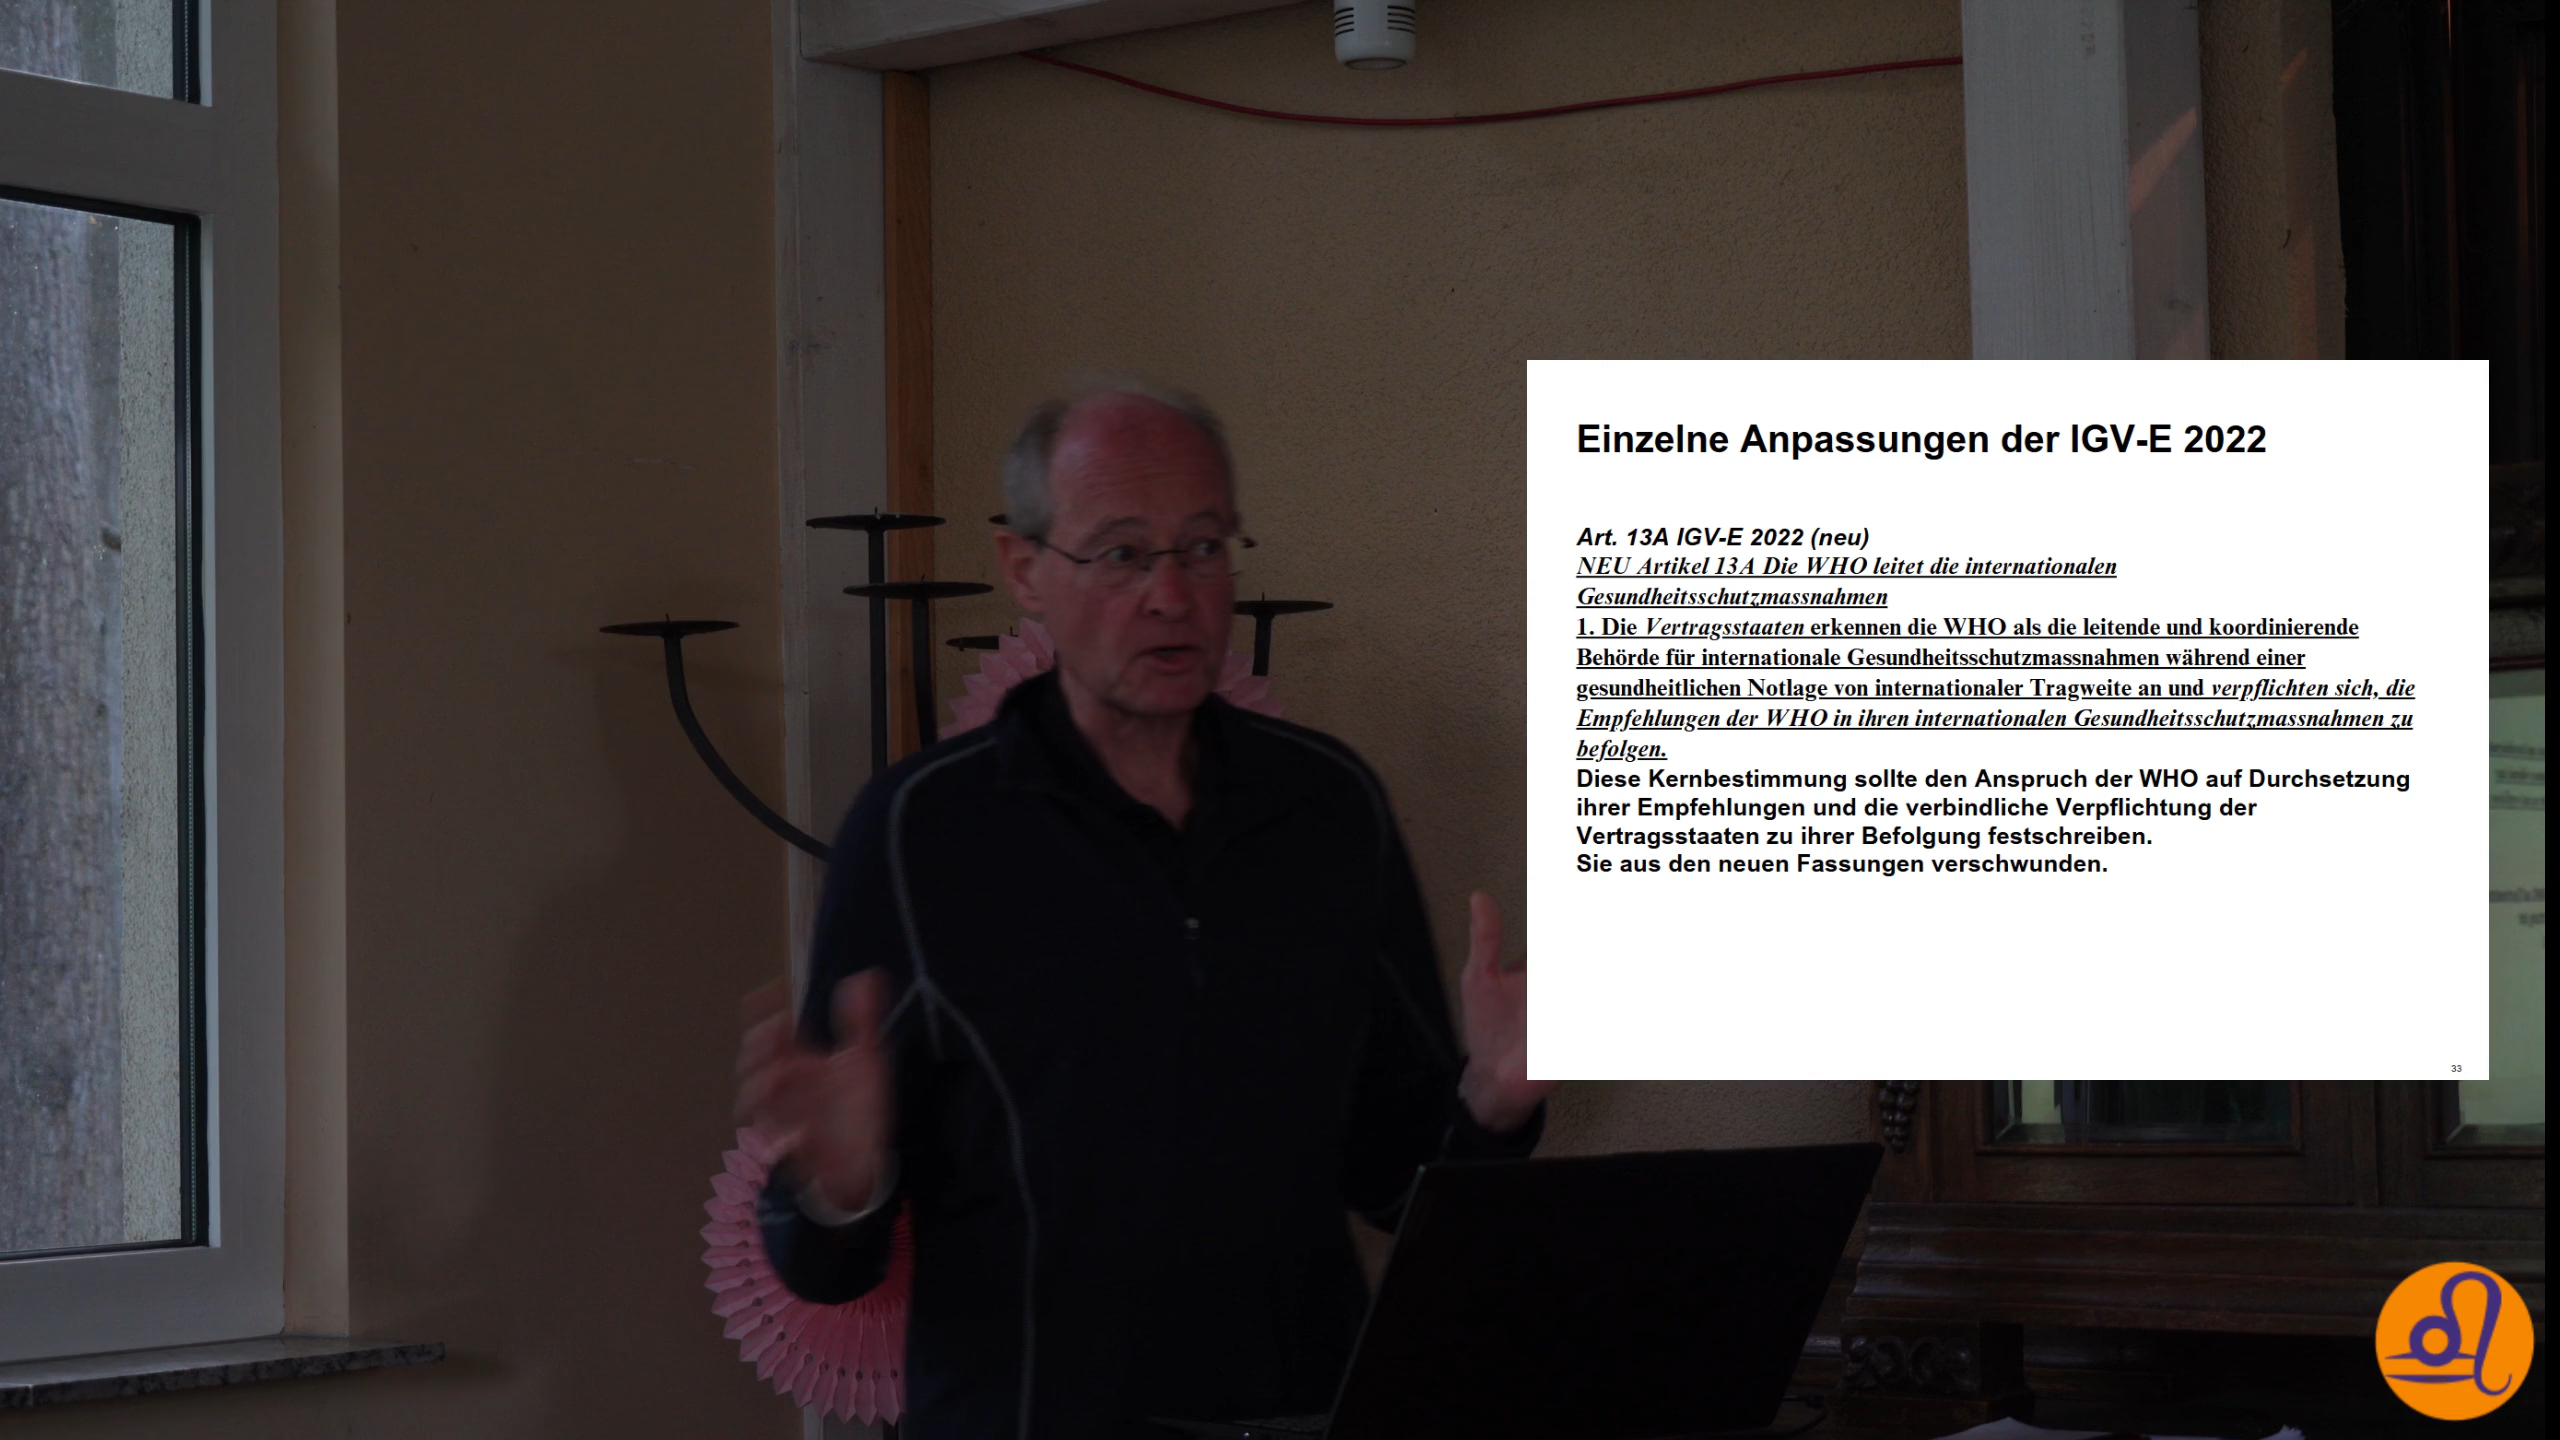 Einzelne Anpassungen der IGV-E 2022
Art. 13A IGV-E 2022 (neu)
NEU Artikel 13A Die WHO leitet die internationalen
Gesundheitsschutzmassnahmen
1. Die Vertragsstaaten erkennen die WHO als die leitende und koordinierende
Behörde für internationale Gesundheitsschutzmassnahmen während einer
gesundheitlichen Notlage von internationaler Tragweite an und verpflichten sich, die
Empfehlungen der WHO in ihren internationalen Gesundheitsschutzmassnahmen zu
befolgen.
Diese Kernbestimmung sollte den Anspruch der WHO auf Durchsetzung
ihrer Empfehlungen und die verbindliche Verpflichtung der
Vertragsstaaten zu ihrer Befolgung festschreiben.
Sie aus den neuen Fassungen verschwunden.
33